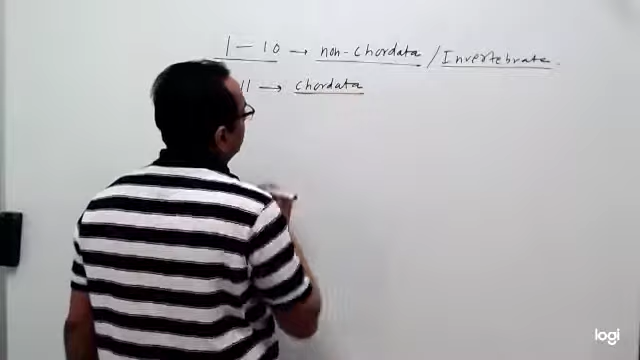 1 – 10 → non-chordata / Invertebrate.
11 → chordata
logi